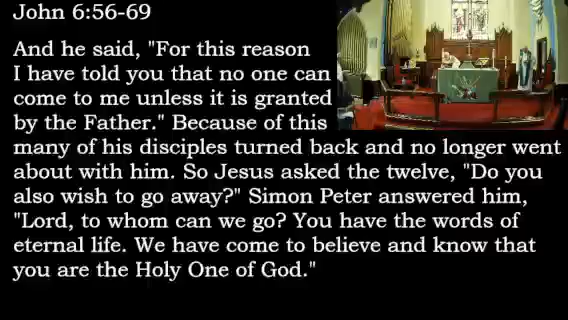 John 6:56-69
And he said, "For this reason
I have told you that no one can
come to me unless it is granted
by the Father." Because of this
many of his disciples turned back and no longer went
about with him. So Jesus asked the twelve, "Do you
also wish to go away?" Simon Peter answered him,
"Lord, to whom can we go? You have the words of
eternal life. We have come to believe and know that
you are the Holy One of God."